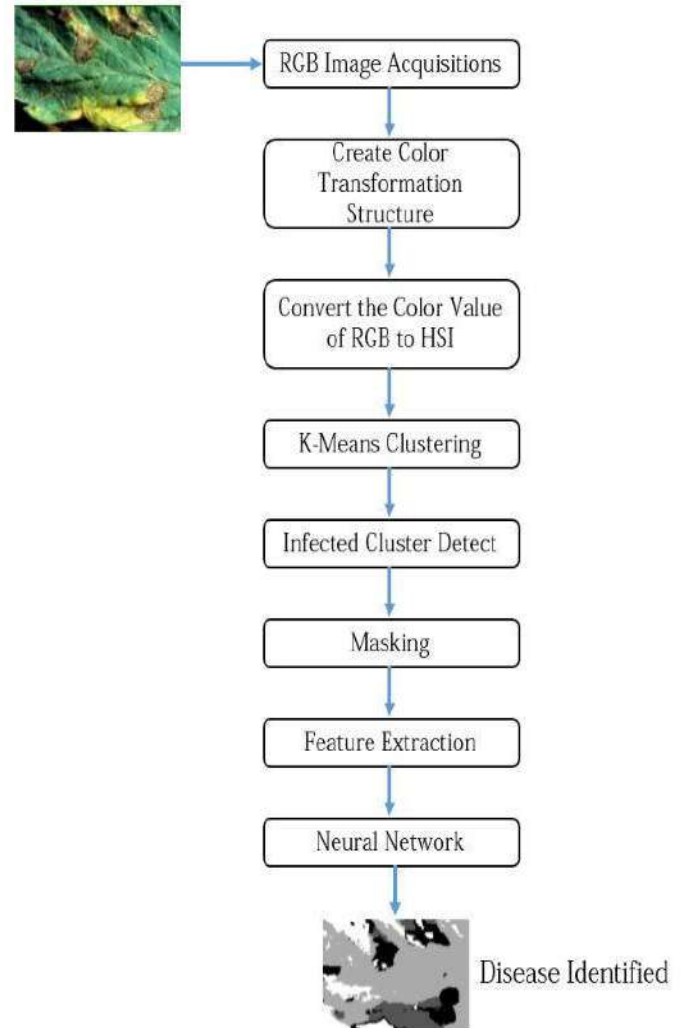 RGB Image Acquisitions
Create Color
Transformation
Structure
Convert the Color Value
of RGB to HSI
K-Means Clustering
Infected Cluster Detect
Masking
Feature Extraction
Neural Network
Disease Identified